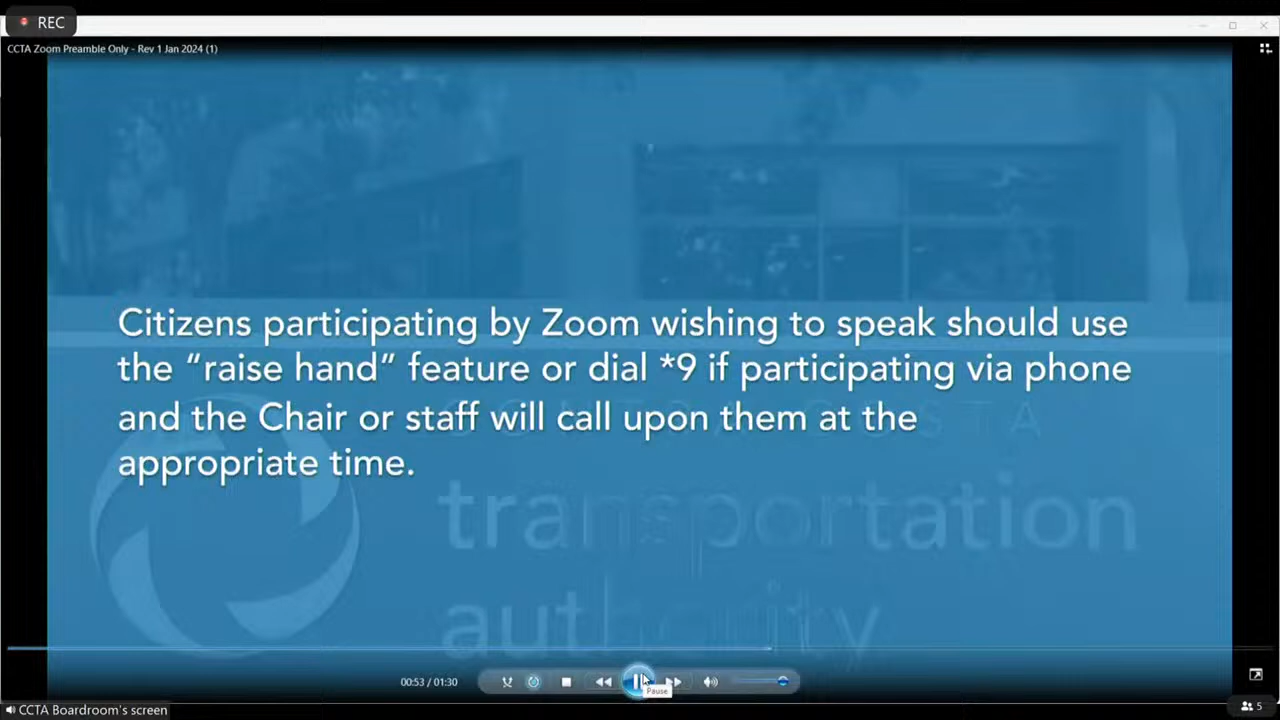 REC
CCTA Zoom Preamble Only - Rev 1 Jan 2024 (1)
Citizens participating by Zoom wishing to speak should use
the “raise hand” feature or dial *9 if participating via phone
and the Chair or staff will call upon them at the
appropriate time.
transportation
authority
00:53 / 01:30
Pause
CCTA Boardroom's screen
5